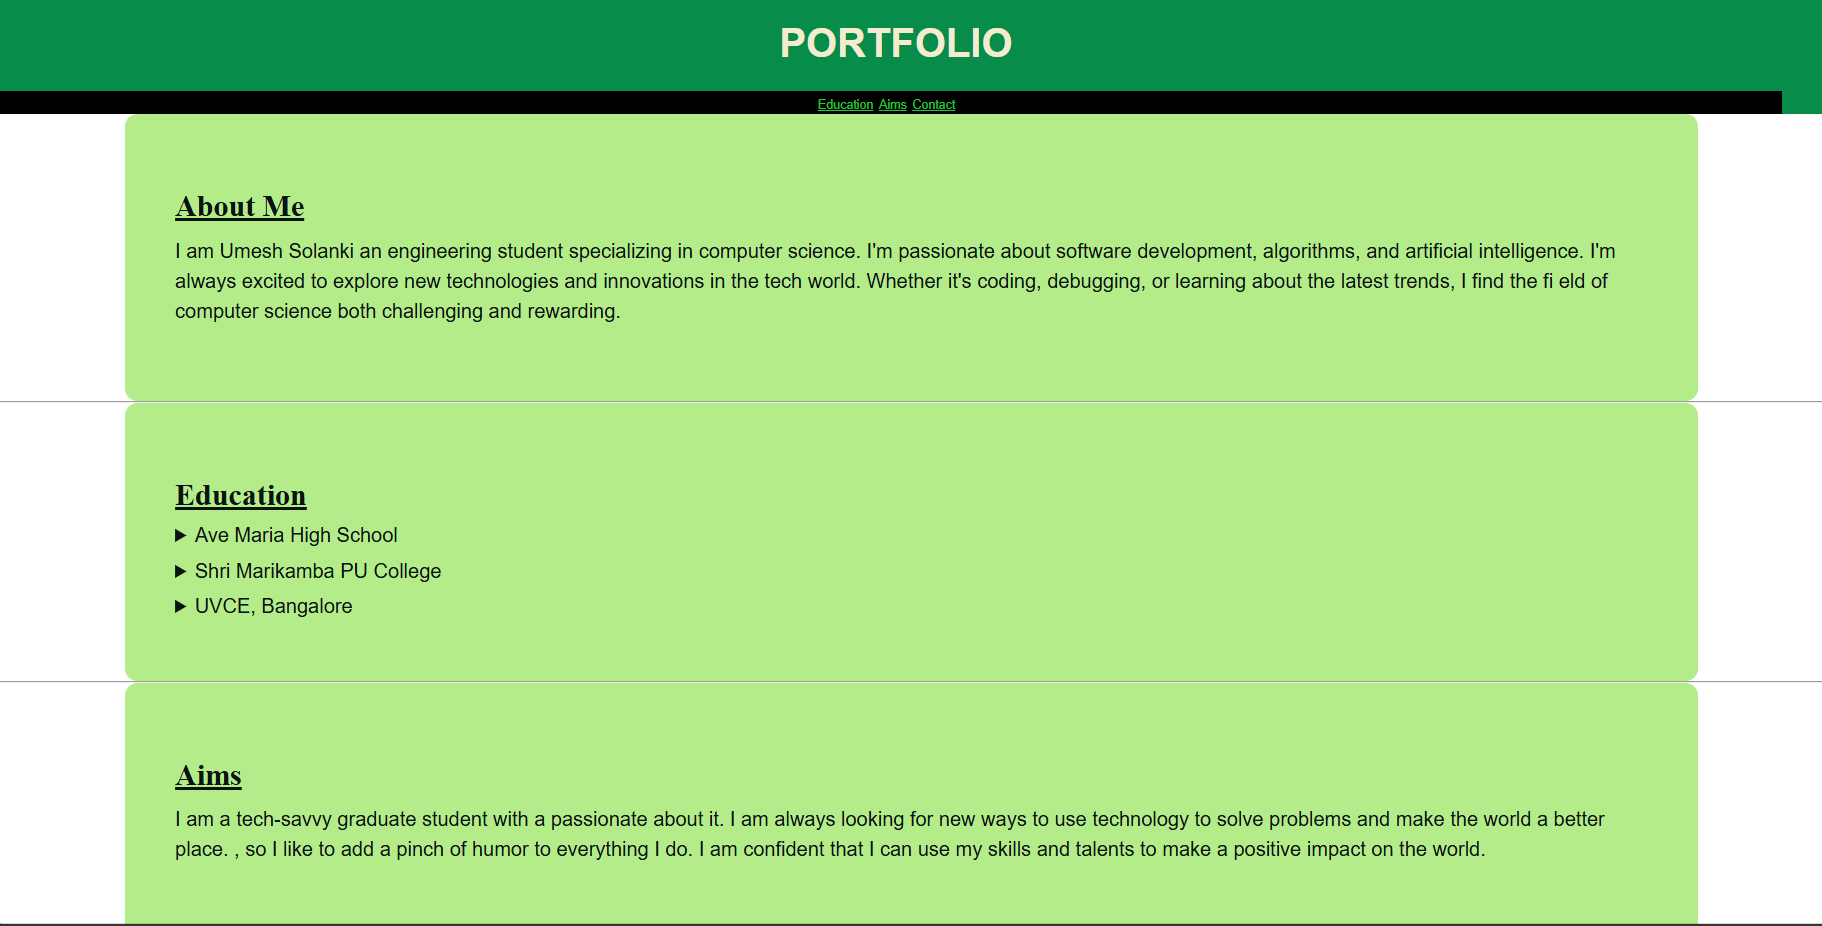 PORTFOLIO
Education Aims Contact
About Me
I am Umesh Solanki an engineering student specializing in computer science. I'm passionate about software development, algorithms, and artificial intelligence. I'm
always excited to explore new technologies and innovations in the tech world. Whether it's coding, debugging, or learning about the latest trends, I find the fi eld of
computer science both challenging and rewarding.
Education
Ave Maria High School
Shri Marikamba PU College
UVCE, Bangalore
Aims
I am a tech-savvy graduate student with a passionate about it. I am always looking for new ways to use technology to solve problems and make the world a better
place. , so I like to add a pinch of humor to everything I do. I am confident that I can use my skills and talents to make a positive impact on the world.